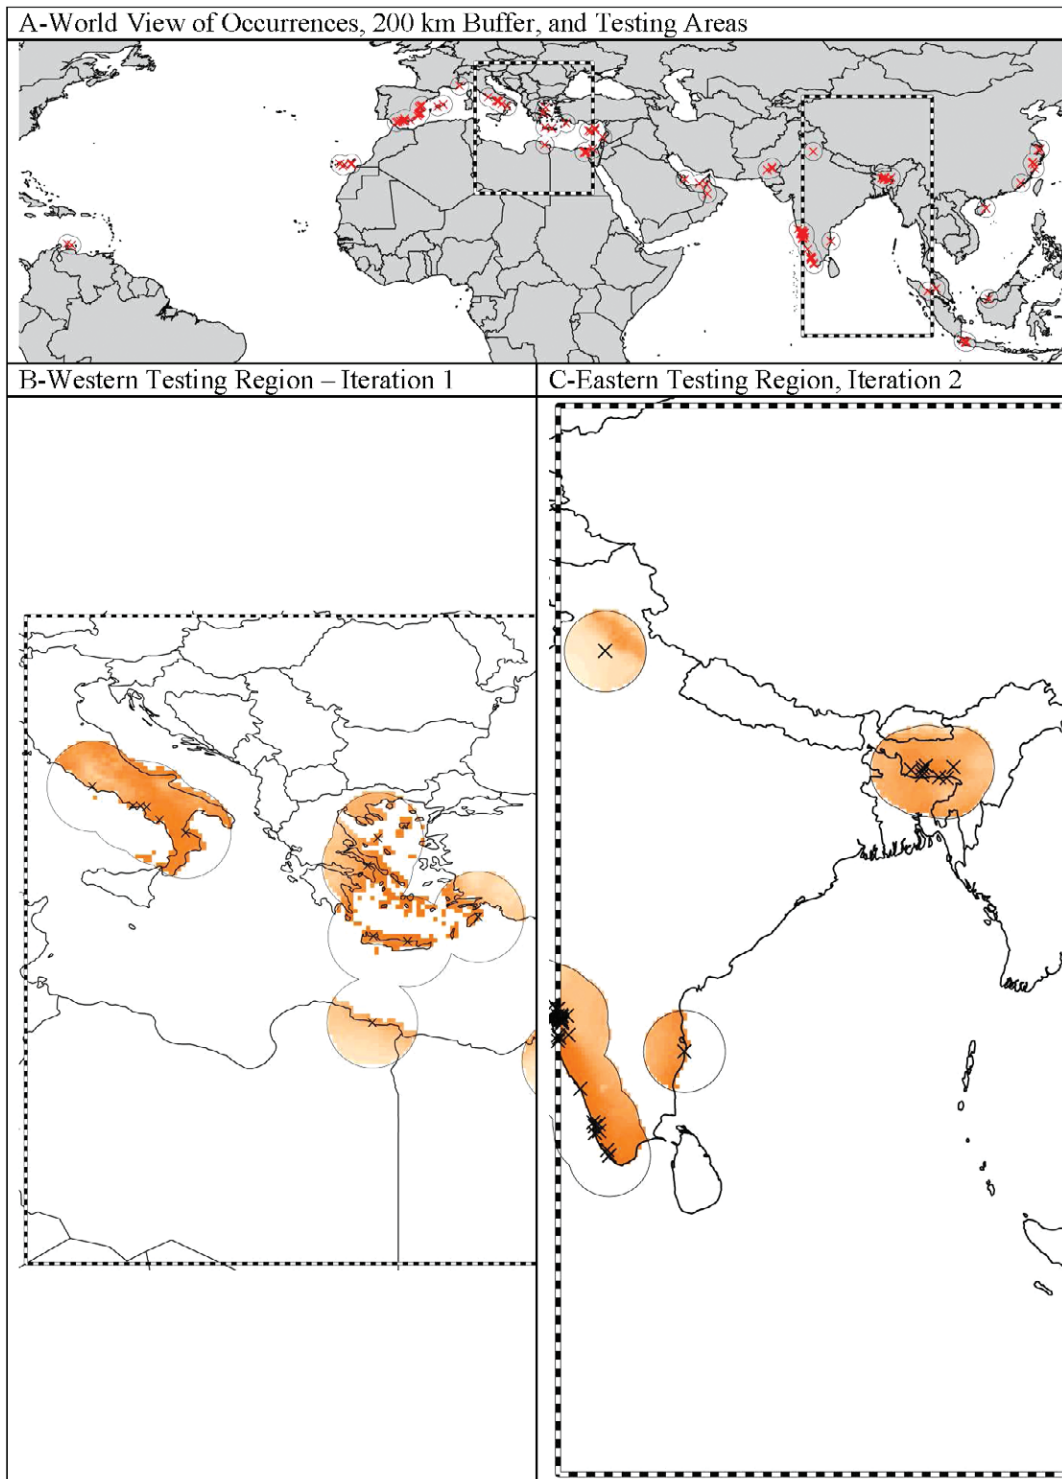 A-World View of Occurrences, 200 km Buffer, and Testing Areas
B-Western Testing Region – Iteration 1
C-Eastern Testing Region, Iteration 2